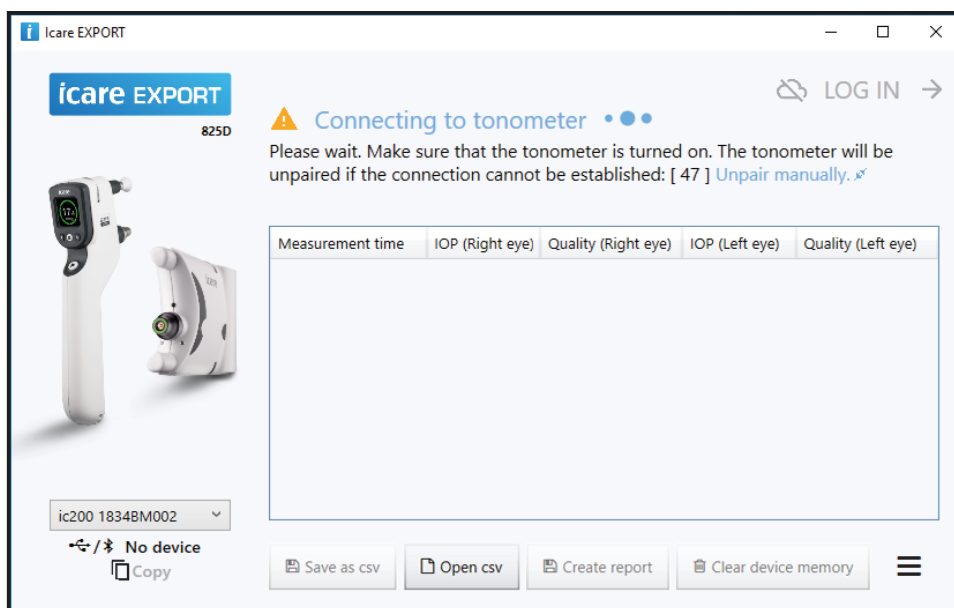 Icare EXPORT
icare EXPORT
825D
LOG IN
Connecting to tonometer
Please wait. Make sure that the tonometer is turned on. The tonometer will be
unpaired if the connection cannot be established: [ 47 ] Unpair manually.
Measurement time IOP (Right eye) Quality (Right eye) IOP (Left eye) Quality (Left eye)
ic200 1834BM002
/ No device
Copy
Save as csv Open csv Create report Clear device memory